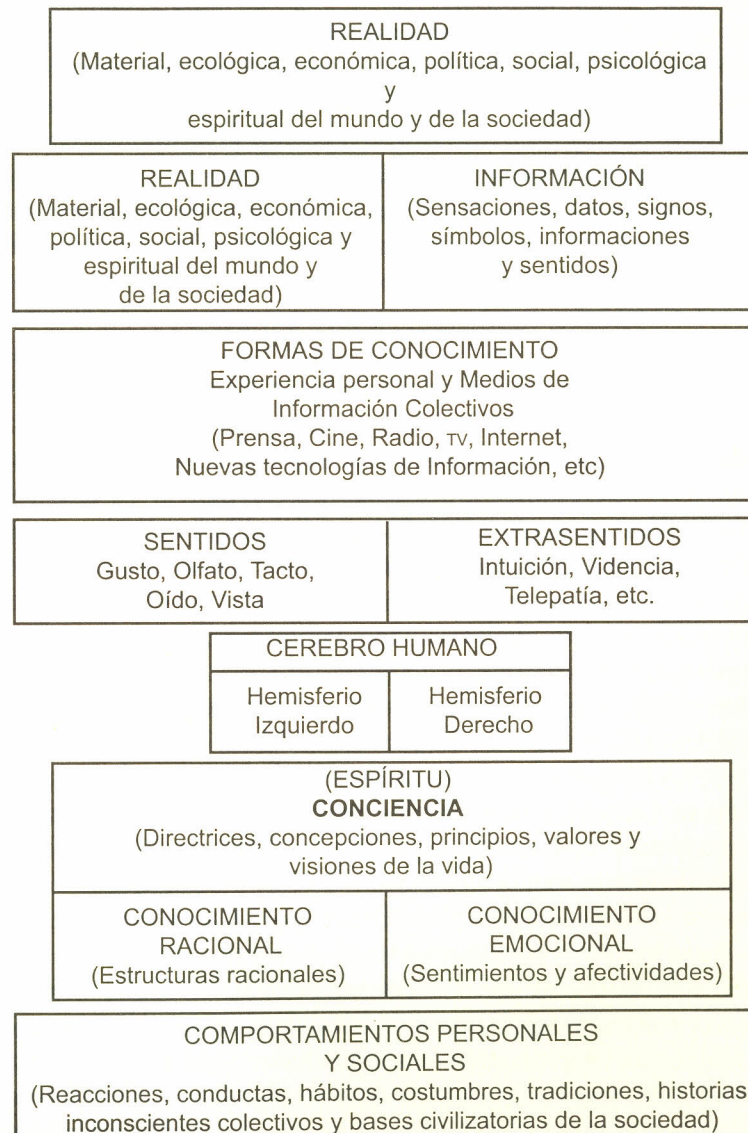 REALIDAD
(Material, ecológica, económica, política, social, psicológica
y
espiritual del mundo y de la sociedad)
REALIDAD
(Material, ecológica, económica,
política, social, psicológica y
espiritual del mundo y
de la sociedad)
INFORMACIÓN
(Sensaciones, datos, signos,
símbolos, informaciones
y sentidos)
FORMAS DE CONOCIMIENTO
Experiencia personal y Medios de
Información Colectivos
(Prensa, Cine, Radio, TV, Internet,
Nuevas tecnologías de Información, etc)
SENTIDOS
Gusto, Olfato, Tacto,
Oído, Vista
EXTRASENTIDOS
Intuición, Videncia,
Telepatía, etc.
CEREBRO HUMANO
Hemisferio
Izquierdo
Hemisferio
Derecho
(ESPÍRITU)
CONCIENCIA
(Directrices, concepciones, principios, valores y
visiones de la vida)
CONOCIMIENTO
RACIONAL
(Estructuras racionales)
CONOCIMIENTO
EMOCIONAL
(Sentimientos y afectividades)
COMPORTAMIENTOS PERSONALES
Y SOCIALES
(Reacciones, conductas, hábitos, costumbres, tradiciones, historias
inconscientes colectivos y bases civilizatorias de la sociedad)